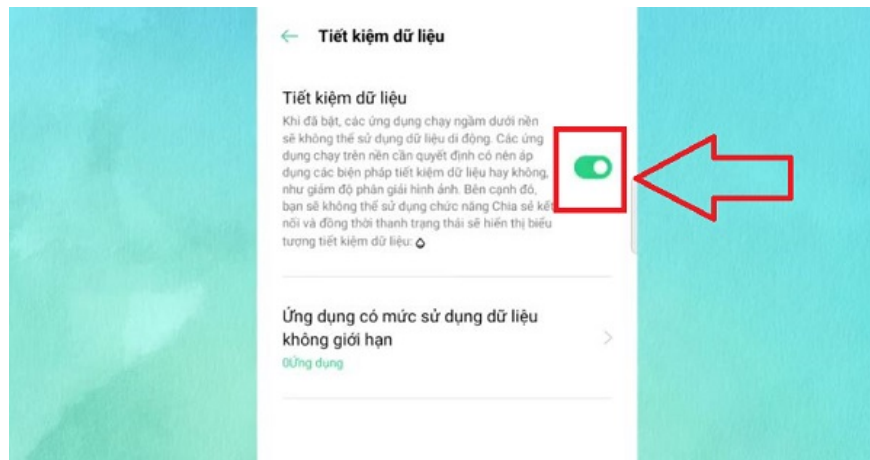 Tiết kiệm dữ liệu
Tiết kiệm dữ liệu
Khi đã bật, các ứng dụng chạy ngầm dưới nền
sẽ không thể sử dụng dữ liệu di động. Các ứng
dụng chạy trên nền cần quyết định có nên áp
dụng các biện pháp tiết kiệm dữ liệu hay không,
như giảm độ phân giải hình ảnh. Bên cạnh đó,
bạn sẽ không thể sử dụng chức năng Chia sẻ kết
nối và đồng thời thanh trạng thái sẽ hiển thị biểu
tượng tiết kiệm dữ liệu:
Ứng dụng có mức sử dụng dữ liệu
không giới hạn
0Ứng dụng